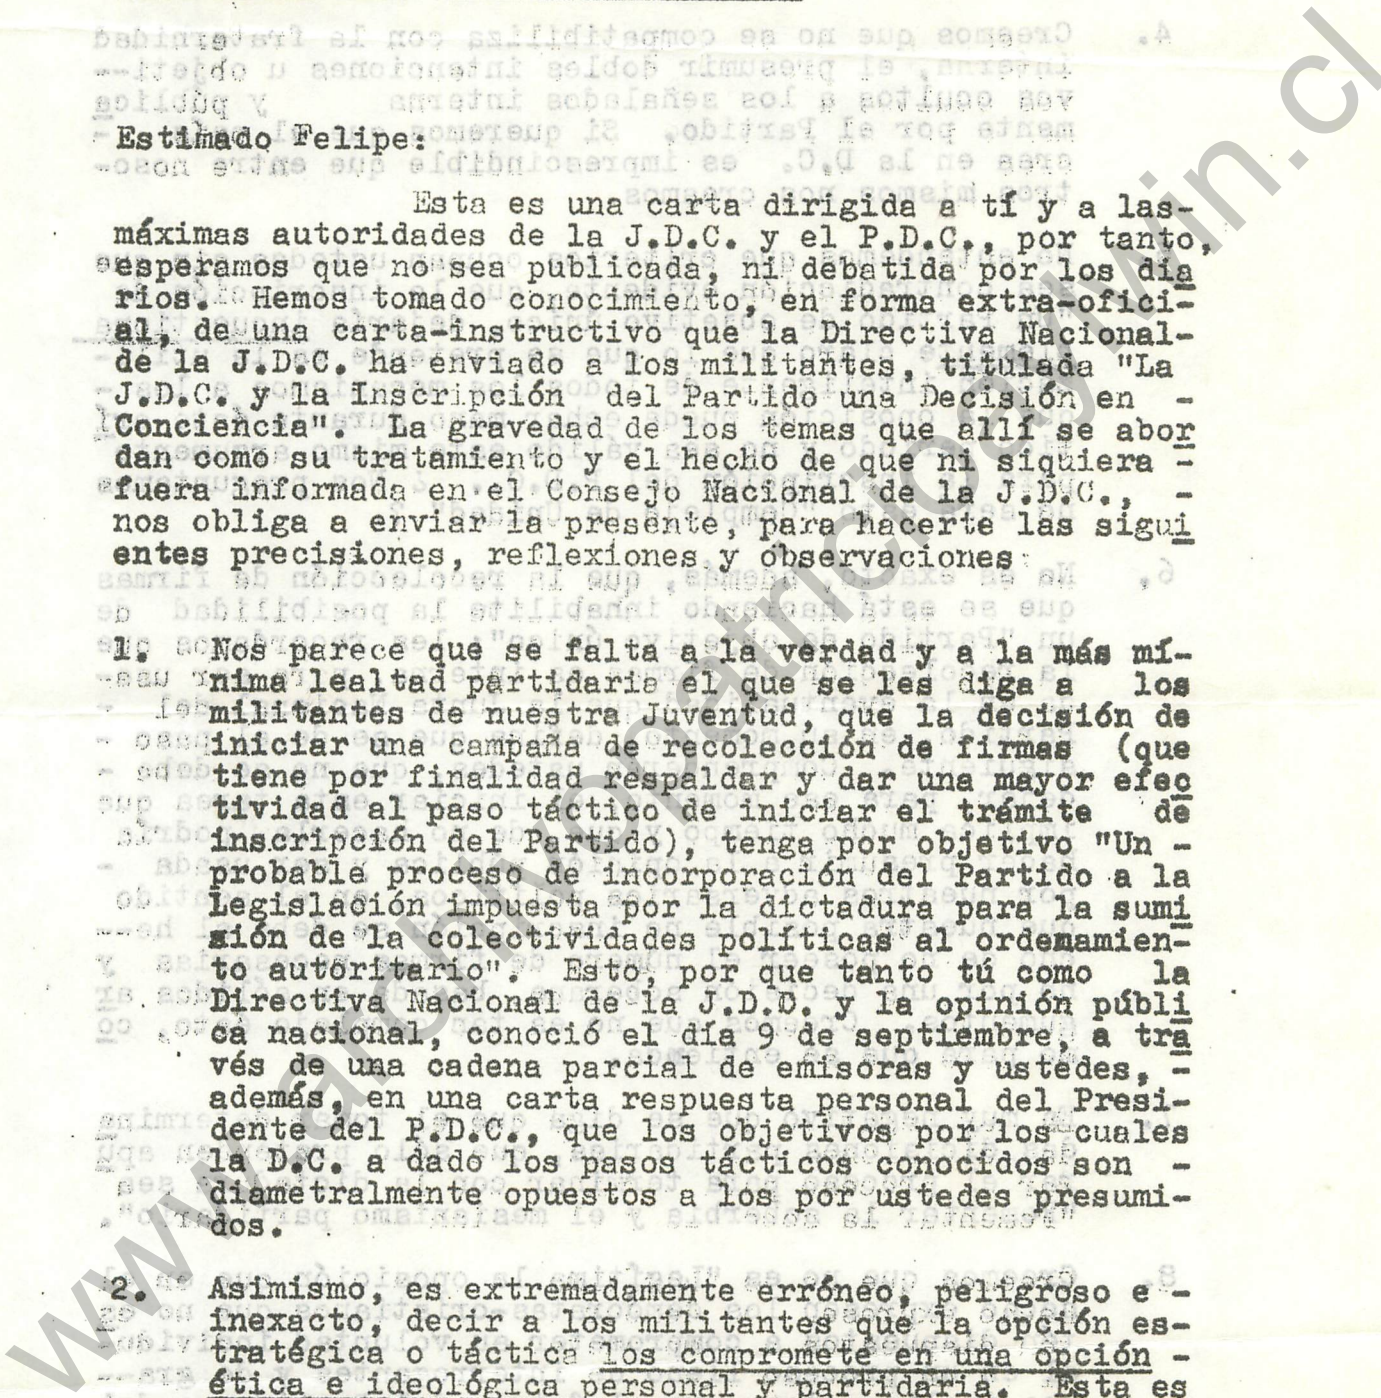 Estimado Felipe:
Esta es una carta dirigida a tí y a las-
máximas autoridades de la J.D.C. y el P.D.C., por tanto,
esperamos que no sea publicada, ni debatida por los dia
rios. Hemos tomado conocimiento, en forma extra-ofici-
al, de una carta-instructivo que la Directiva Nacional-
de la J.D.C. ha enviado a los militantes, titulada "La
J.D.C. y la Inscripción del Partido una Decisión en -
Conciencia". La gravedad de los temas que allí se abor
dan como su tratamiento y el hecho de que ni siquiera -
fuera informada en el Consejo Nacional de la J.D.C., -
nos obliga a enviar la presente, para hacerte las sigui
entes precisiones, reflexiones y observaciones
1. Nos parece que se falta a la verdad y a la más mí-
nima lealtad partidaria el que se les diga a los
militantes de nuestra Juventud, que la decisión de
iniciar una campaña de recolección de firmas (que
tiene por finalidad respaldar y dar una mayor efec
tividad al paso táctico de iniciar el trámite de
inscripción del Partido), tenga por objetivo "Un -
probable proceso de incorporación del Partido a la
Legislación impuesta por la dictadura para la sumi
sión de la colectividades políticas al ordenamien-
to autoritario". Esto, por que tanto tú como la
Directiva Nacional de la J.D.D. y la opinión públi
ca nacional, conoció el día 9 de septiembre, a tra
vés de una cadena parcial de emisoras y ustedes, -
además, en una carta respuesta personal del Presi-
dente del P.D.C., que los objetivos por los cuales
la D.C. a dado los pasos tácticos conocidos son -
diametralmente opuestos a los por ustedes presumi-
dos.
2. Asimismo, es extremadamente erróneo, peligroso e -
inexacto, decir a los militantes que la opción es-
tratégica o táctica los compromete en una opción -
ética e ideológica personal y partidaria. Esta es
www.archivopatricioaylwin.cl